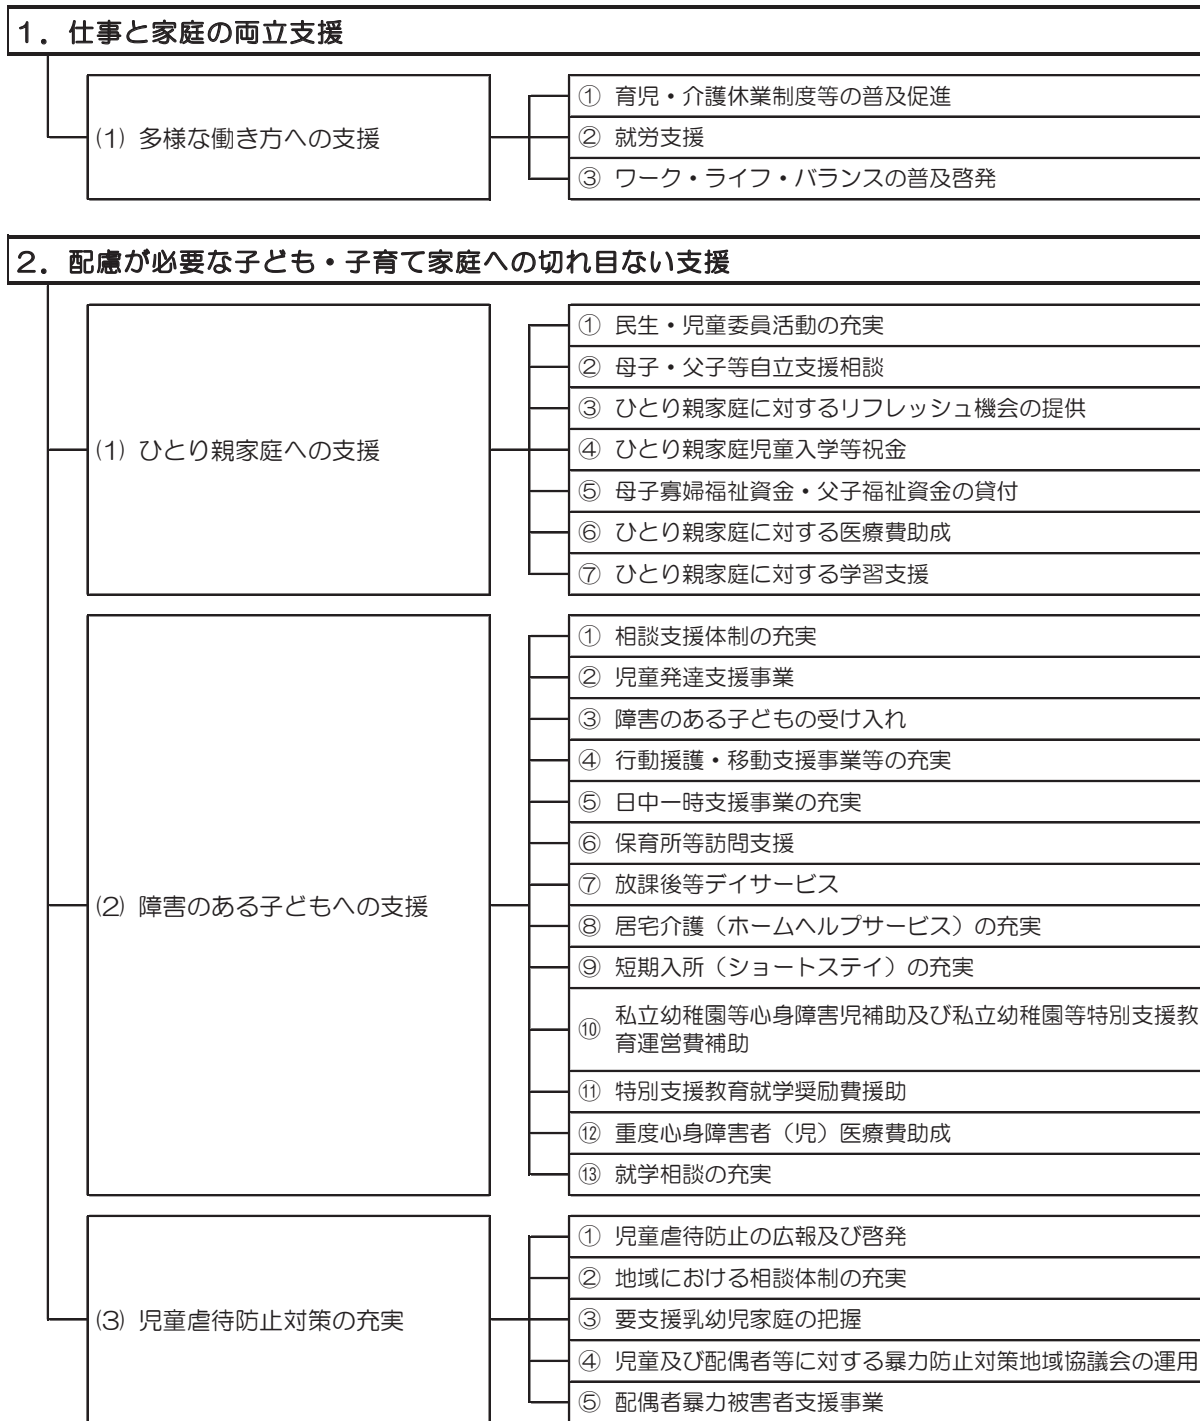 １．仕事と家庭の両立支援
⑴ 多様な働き方への支援
① 育児・介護休業制度等の普及促進
② 就労支援
③ ワーク・ライフ・バランスの普及啓発
２．配慮が必要な子ども・子育て家庭への切れ目ない支援
⑴ ひとり親家庭への支援
① 民生・児童委員活動の充実
② 母子・父子等自立支援相談
③ ひとり親家庭に対するリフレッシュ機会の提供
④ ひとり親家庭児童入学等祝金
⑤ 母子寡婦福祉資金・父子福祉資金の貸付
⑥ ひとり親家庭に対する医療費助成
⑦ ひとり親家庭に対する学習支援
⑵ 障害のある子どもへの支援
① 相談支援体制の充実
② 児童発達支援事業
③ 障害のある子どもの受け入れ
④ 行動援護・移動支援事業等の充実
⑤ 日中一時支援事業の充実
⑥ 保育所等訪問支援
⑦ 放課後等デイサービス
⑧ 居宅介護（ホームヘルプサービス）の充実
⑨ 短期入所（ショートステイ）の充実
⑩ 私立幼稚園等心身障害児補助及び私立幼稚園等特別支援教
育運営費補助
⑪ 特別支援教育就学奨励費援助
⑫ 重度心身障害者（児）医療費助成
⑬ 就学相談の充実
⑶ 児童虐待防止対策の充実
① 児童虐待防止の広報及び啓発
② 地域における相談体制の充実
③ 要支援乳幼児家庭の把握
④ 児童及び配偶者等に対する暴力防止対策地域協議会の運用
⑤ 配偶者暴力被害者支援事業